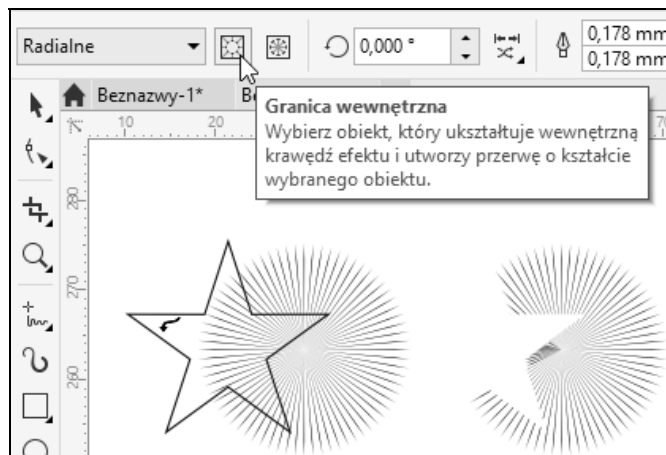 Radialne
0,000 °
0,178 mm
0,178 mm
Beznazwy-1*
Granica wewnętrzna
Wybierz obiekt, który ukształtuje wewnętrzną
krawędź efektu i utworzy przerwę o kształcie
wybranego obiektu.
10
20
280
270
260